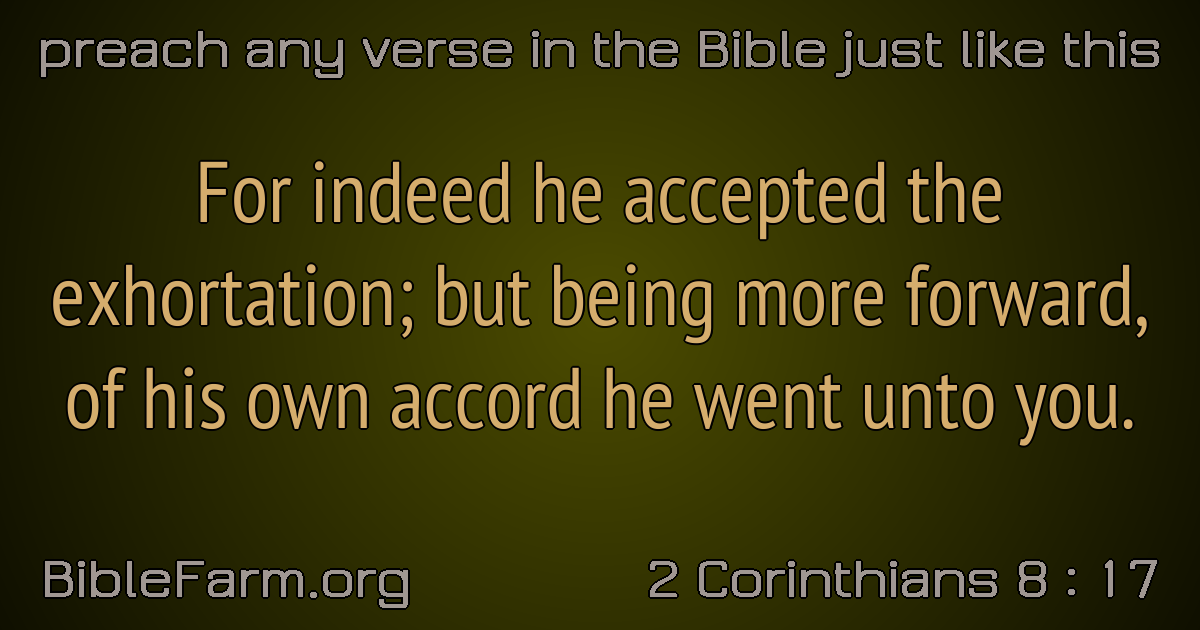 preach any verse in the Bible just like this
For indeed he accepted the
exhortation; but being more forward,
of his own accord he went unto you.
BibleFarm.org
2 Corinthians 8 : 17